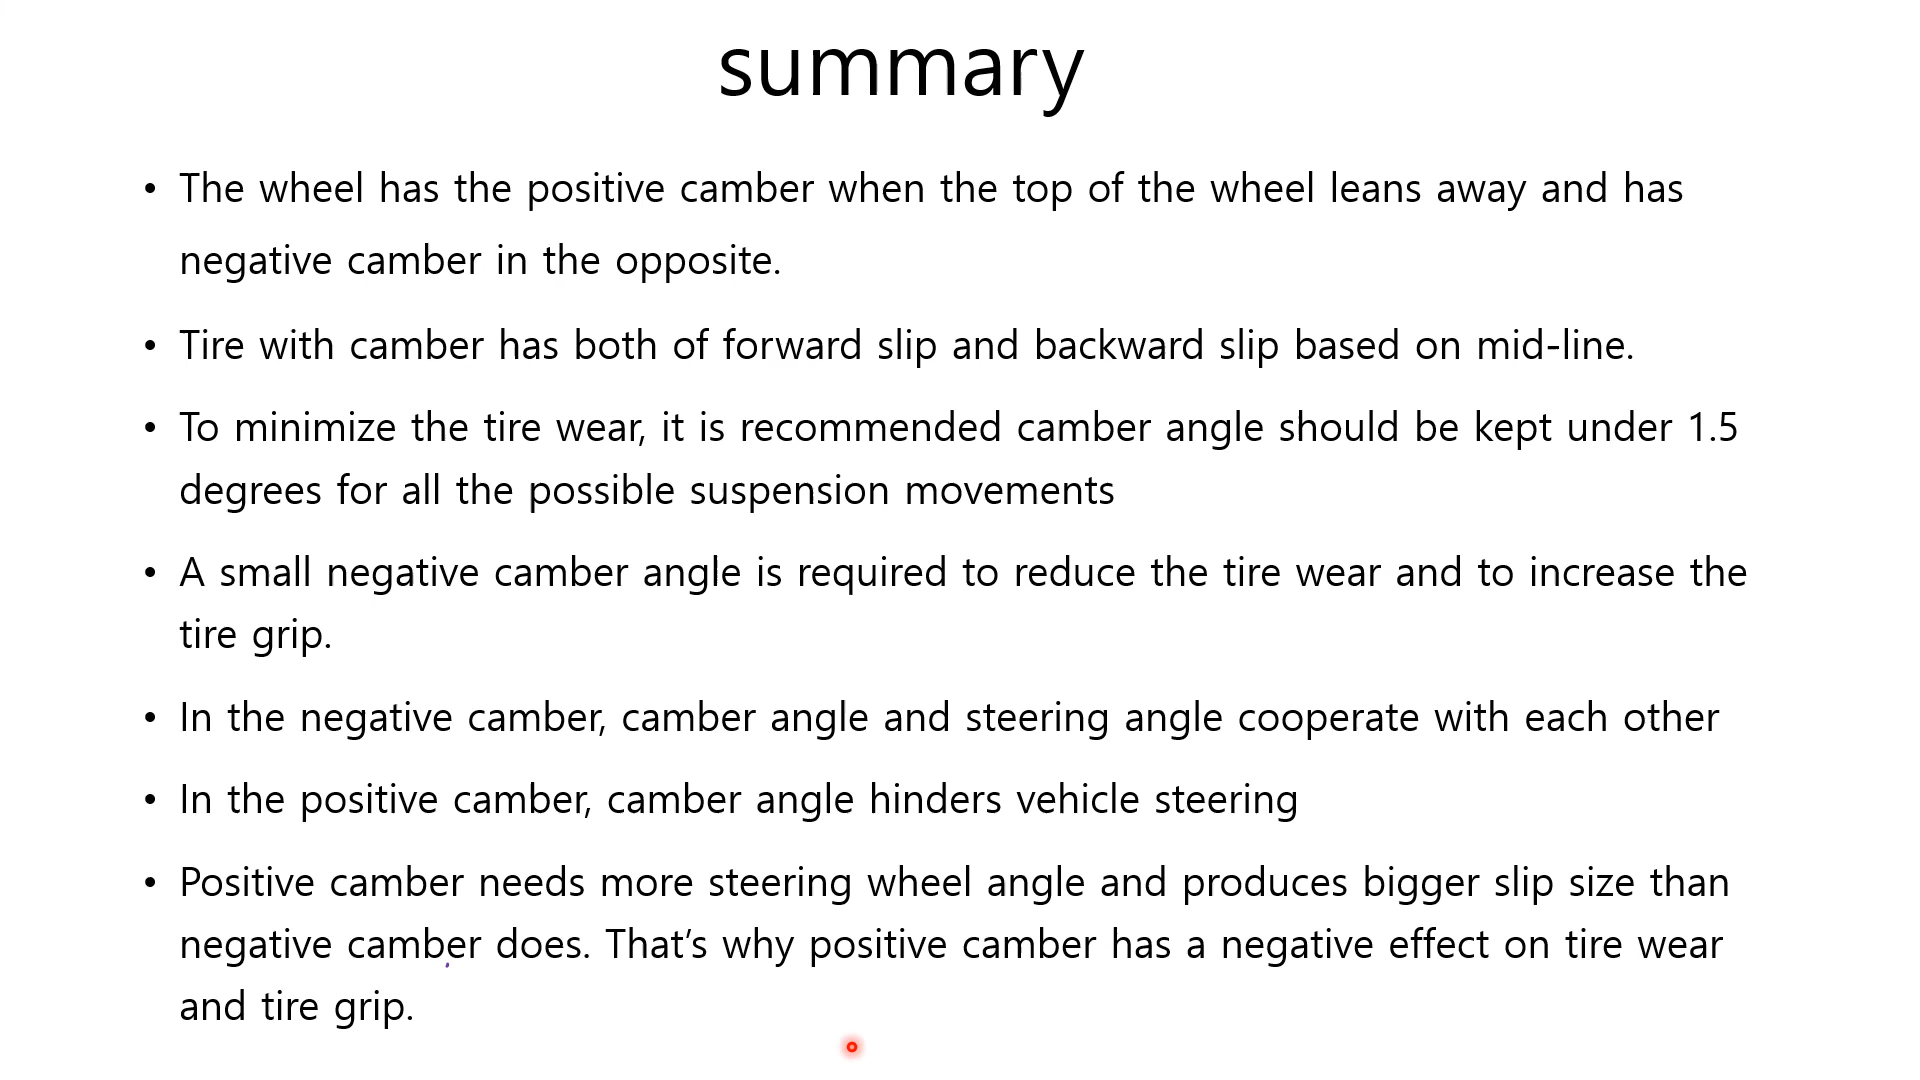 summary
• The wheel has the positive camber when the top of the wheel leans away and has
negative camber in the opposite.
• Tire with camber has both of forward slip and backward slip based on mid-line.
• To minimize the tire wear, it is recommended camber angle should be kept under 1.5
degrees for all the possible suspension movements
• A small negative camber angle is required to reduce the tire wear and to increase the
tire grip.
• In the negative camber, camber angle and steering angle cooperate with each other
• In the positive camber, camber angle hinders vehicle steering
• Positive camber needs more steering wheel angle and produces bigger slip size than
negative camber does. That’s why positive camber has a negative effect on tire wear
and tire grip.